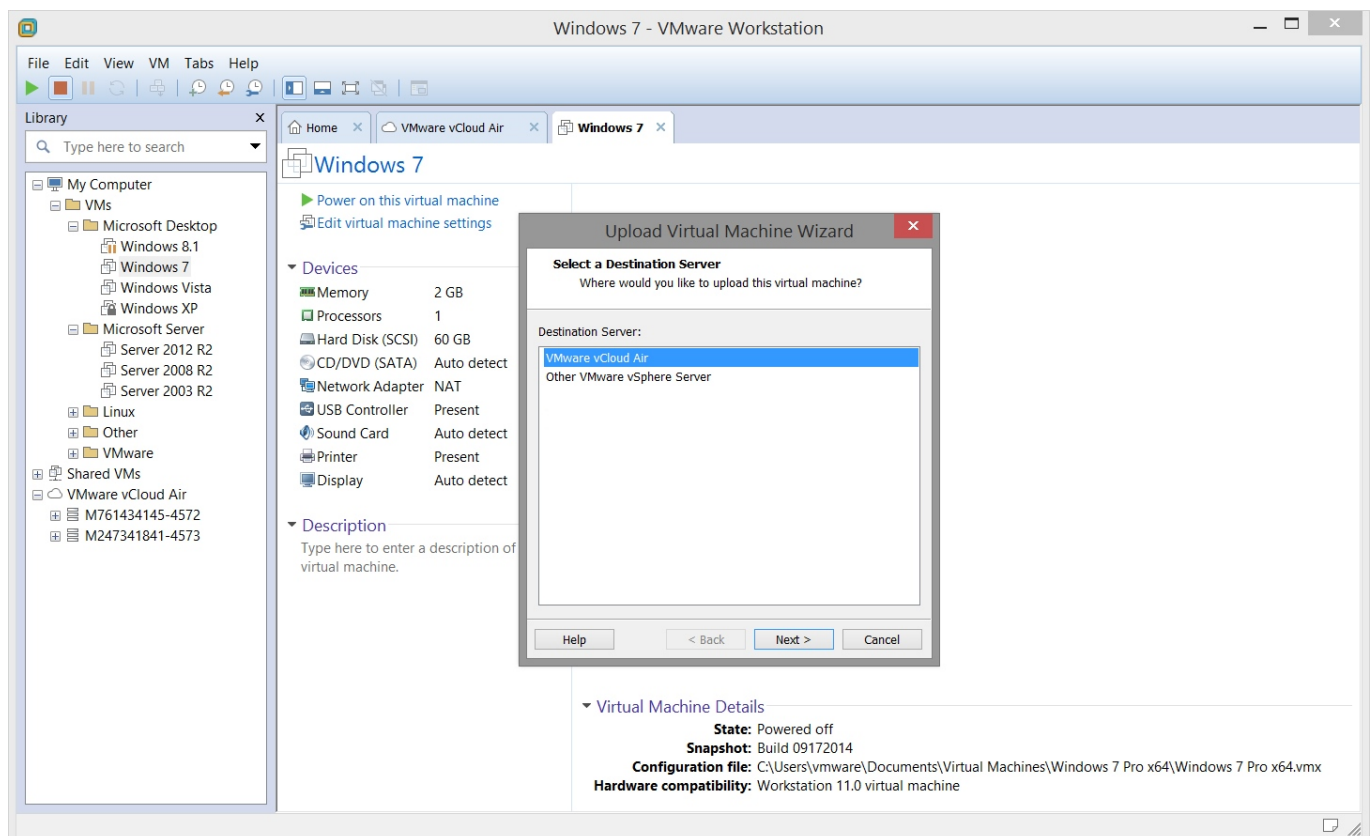 Windows 7 - VMware Workstation
File Edit View VM Tabs Help
Library x
Type here to search
My Computer
VMs
Microsoft Desktop
Windows 8.1
Windows 7
Windows Vista
Windows XP
Microsoft Server
Server 2012 R2
Server 2008 R2
Server 2003 R2
Linux
Other
VMware
Shared VMs
VMware vCloud Air
M761434145-4572
M247341841-4573
Home VMware vCloud Air Windows 7
Windows 7
Power on this virtual machine
Edit virtual machine settings
Devices
Memory 2 GB
Processors 1
Hard Disk (SCSI) 60 GB
CD/DVD (SATA) Auto detect
Network Adapter NAT
USB Controller Present
Sound Card Auto detect
Printer Present
Display Auto detect
Description
Type here to enter a description of
virtual machine.
Upload Virtual Machine Wizard
Select a Destination Server
Where would you like to upload this virtual machine?
Destination Server:
VMware vCloud Air
Other VMware vSphere Server
Help < Back Next > Cancel
Virtual Machine Details
State: Powered off
Snapshot: Build 09172014
Configuration file: C:\Users\vmware\Documents\Virtual Machines\Windows 7 Pro x64\Windows 7 Pro x64.vmx
Hardware compatibility: Workstation 11.0 virtual machine